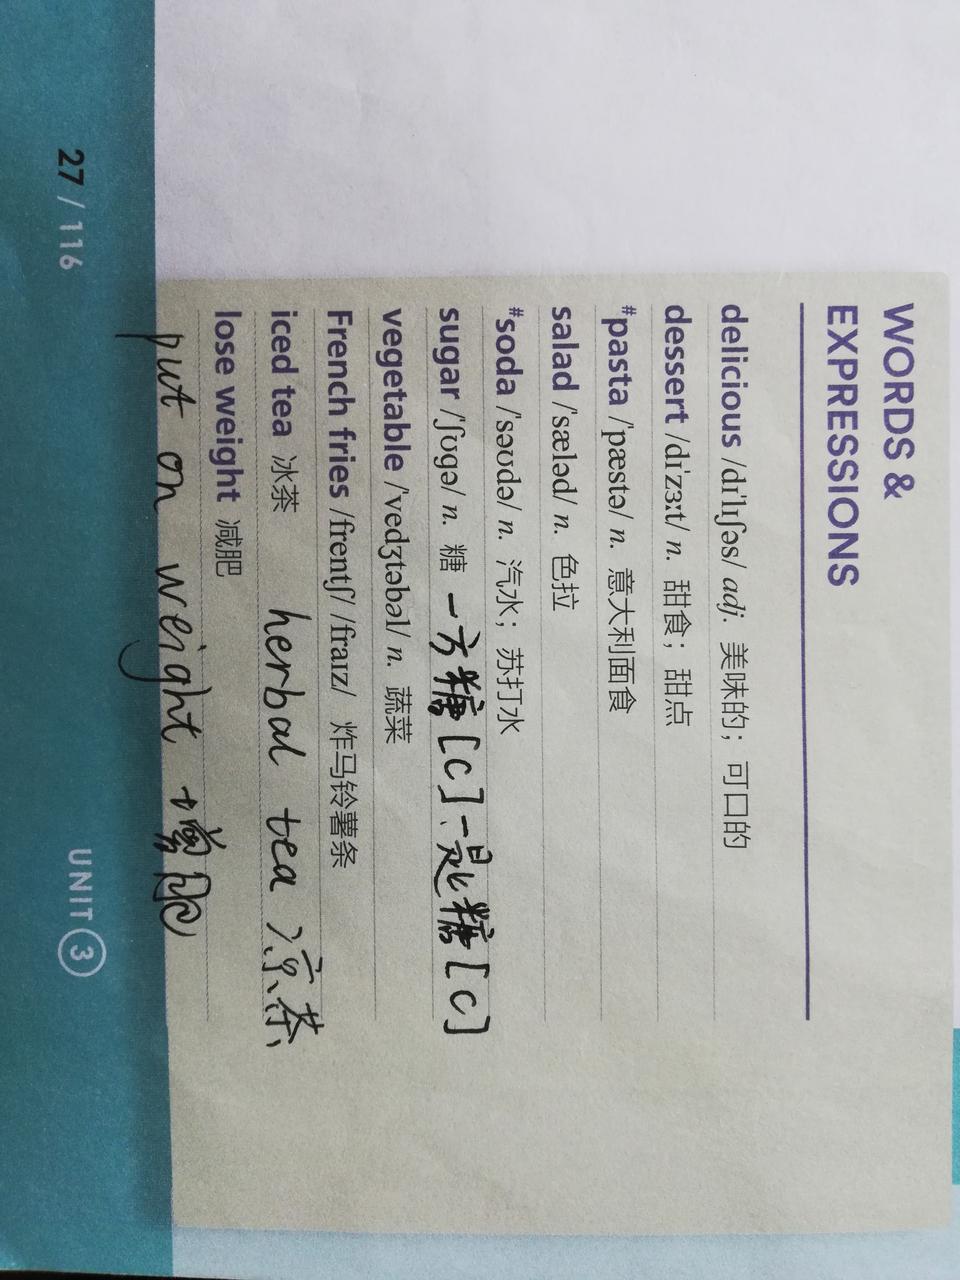 WORDS &
EXPRESSIONS
delicious /dɪˈlɪʃəs/ adj. 美味的；可口的
dessert /dɪˈzɜːt/ n. 甜食；甜点
#pasta /ˈpæstə/ n. 意大利面食
salad /ˈsæləd/ n. 色拉
#soda /ˈsəʊdə/ n. 汽水；苏打水
sugar /ˈʃʊɡə/ n. 糖 一方糖[C]、一匙糖[C]
vegetable /ˈvedʒtəbəl/ n. 蔬菜
French fries /frentʃ/ /fraɪz/ 炸马铃薯条
iced tea 冰茶 herbal tea 凉茶
lose weight 减肥
put on weight 增肥
27 / 116
UNIT 3